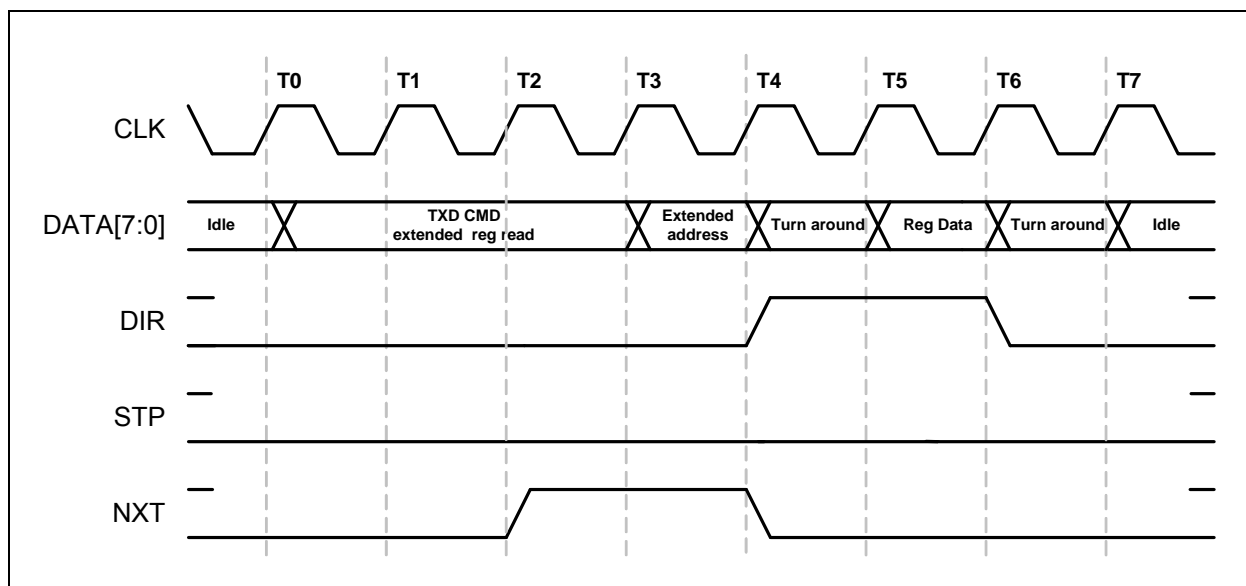 T0 T1 T2 T3 T4 T5 T6 T7
CLK
DATA[7:0]
Idle
TXD CMD
extended reg read
Extended
address
Turn around
Reg Data
Turn around
Idle
DIR
STP
NXT